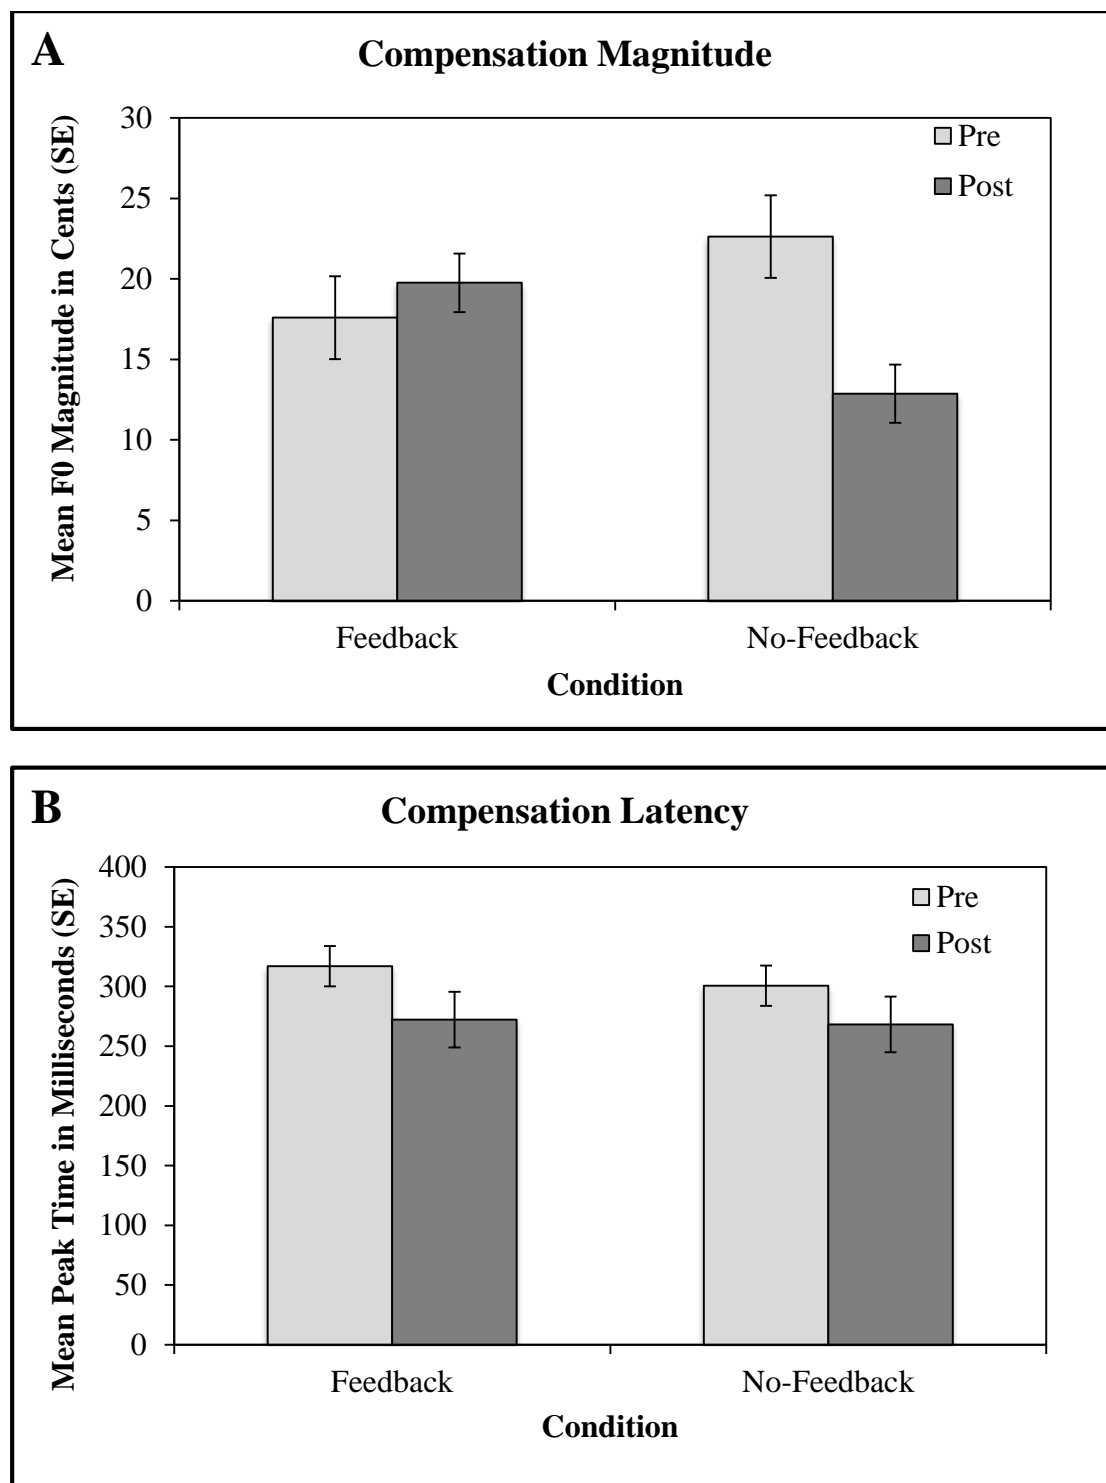 A
Compensation Magnitude
Mean F0 Magnitude in Cents (SE)
30
25
20
15
10
5
0
Pre
Post
Feedback
No-Feedback
Condition
B
Compensation Latency
Mean Peak Time in Milliseconds (SE)
400
350
300
250
200
150
100
50
0
Pre
Post
Feedback
No-Feedback
Condition